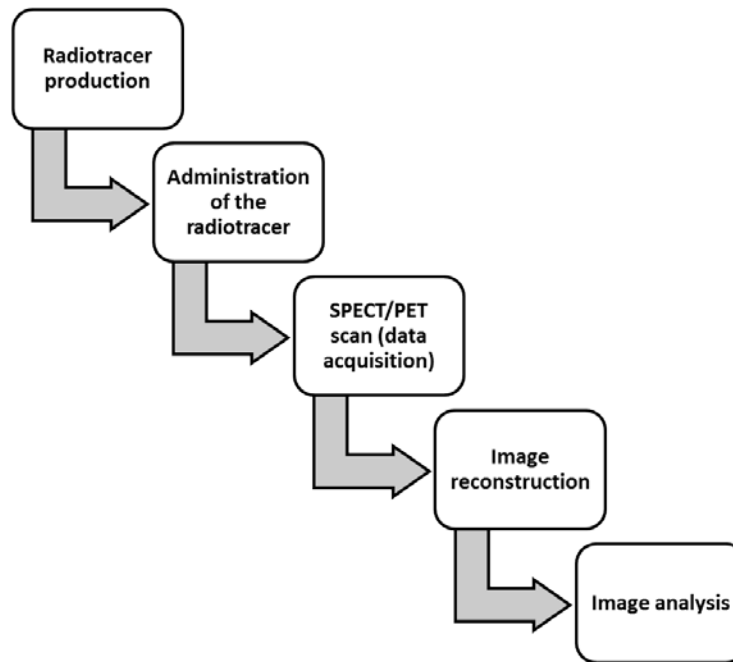 Radiotracer
production
Administration
of the
radiotracer
SPECT/PET
scan (data
acquisition)
Image
reconstruction
Image analysis